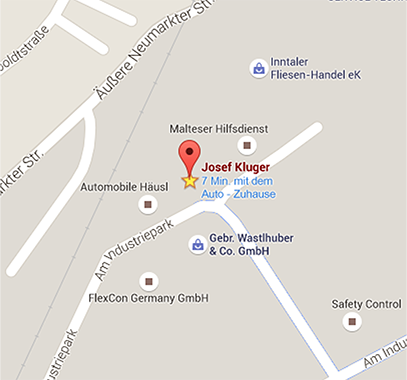 Äußere Neumarkter Str.
Inntaler
Fliesen-Handel eK
Malteser Hilfsdienst
Josef Kluger
7 Min. mit dem
Auto - Zuhause
Automobile Häusl
Am Industriepark
Gebr. Wastlhuber
& Co. GmbH
FlexCon Germany GmbH
Safety Control